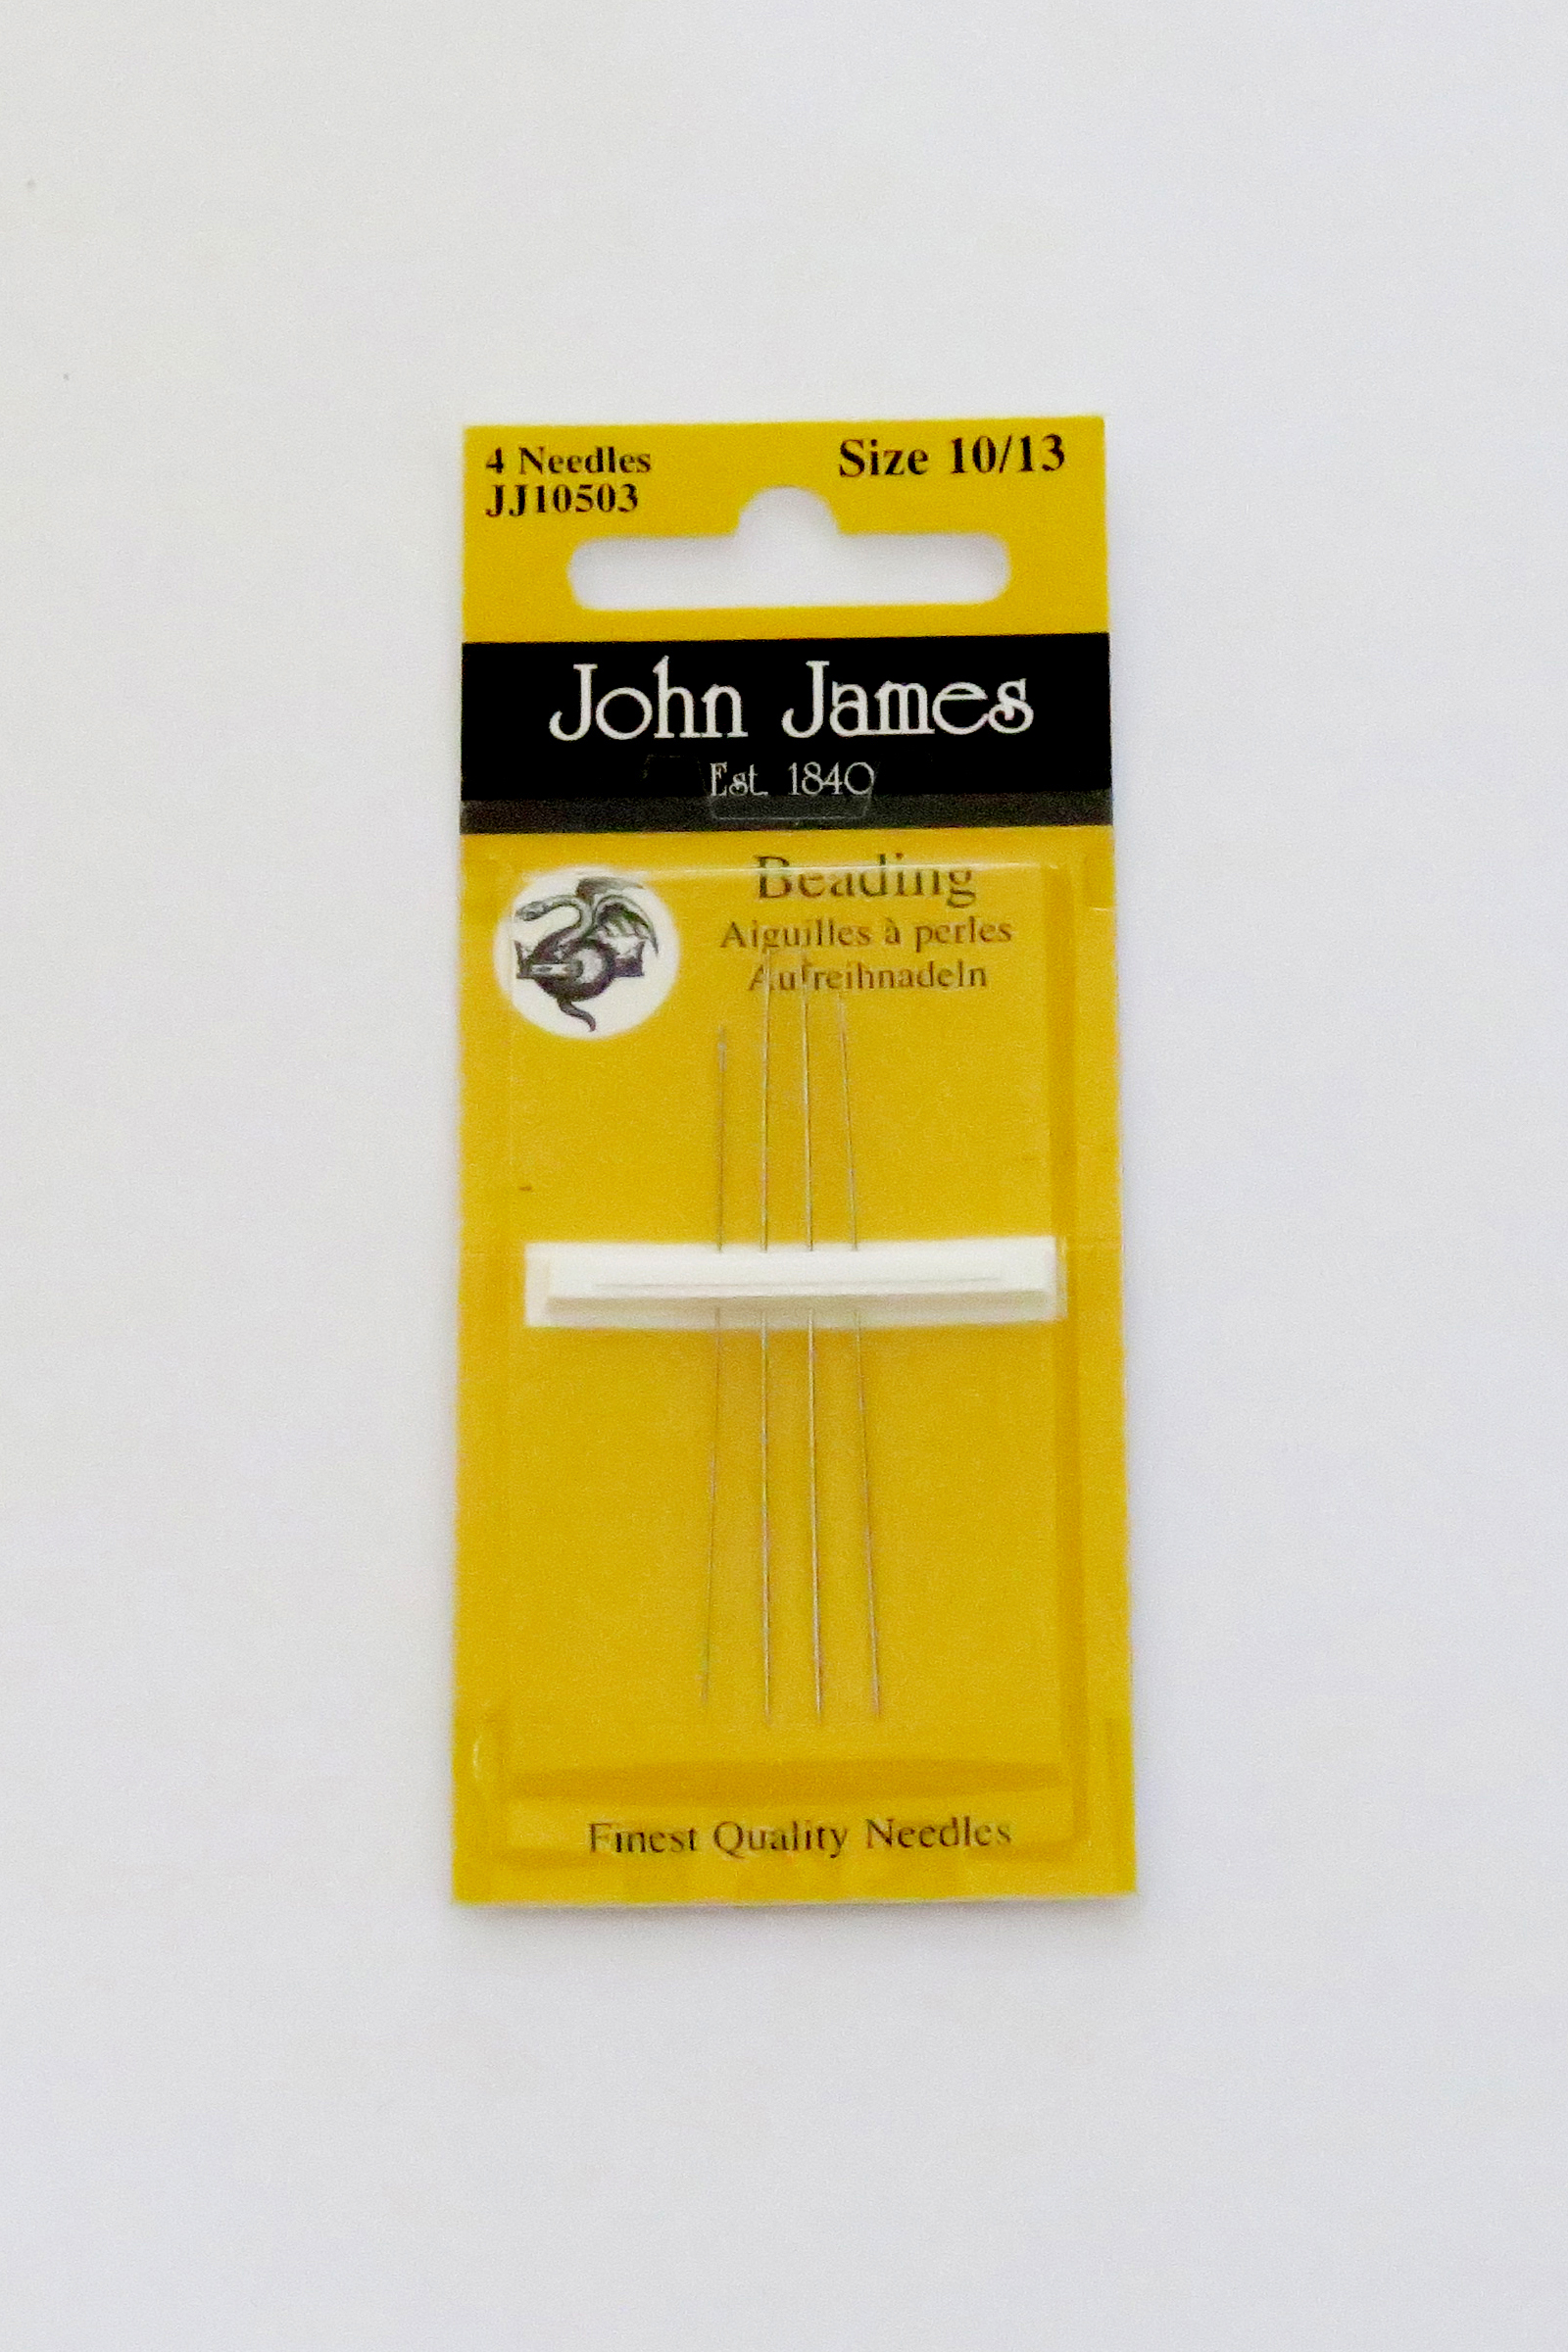 4 Needles
JJ10503
Size 10/13
John James
Est. 1840
Beading
Aiguilles à perles
Aufreihnadeln
Finest Quality Needles